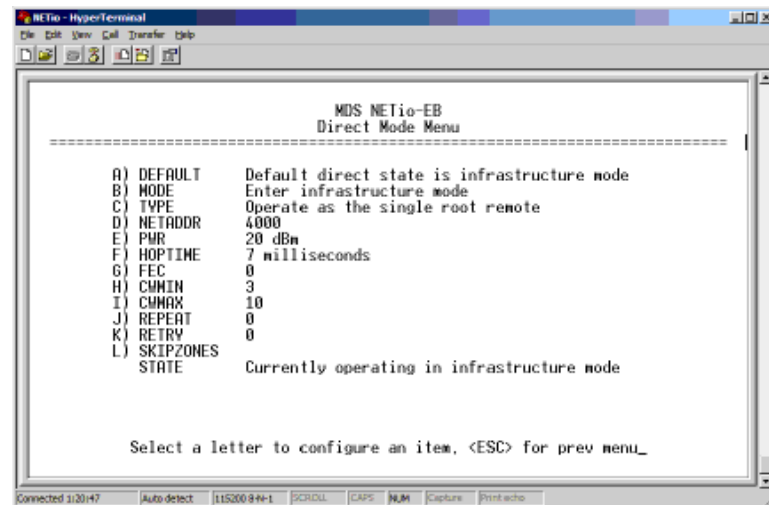 NETio - HyperTerminal
File Edit View Call Transfer Help
MDS NETio-EB
Direct Mode Menu
==============================================================================
A) DEFAULT Default direct state is infrastructure mode
B) MODE Enter infrastructure mode
C) TYPE Operate as the single root remote
D) NETADDR 4000
E) PWR 20 dBm
F) HOPTIME 7 milliseconds
G) FEC 0
H) CWMIN 3
I) CWMAX 10
J) REPEAT 0
K) RETRY 0
L) SKIPZONES
STATE Currently operating in infrastructure mode
Select a letter to configure an item, <ESC> for prev menu_
Connected 1:20:47 Auto detect 115200 8-N-1 SCROLL CAPS NUM Capture Print echo